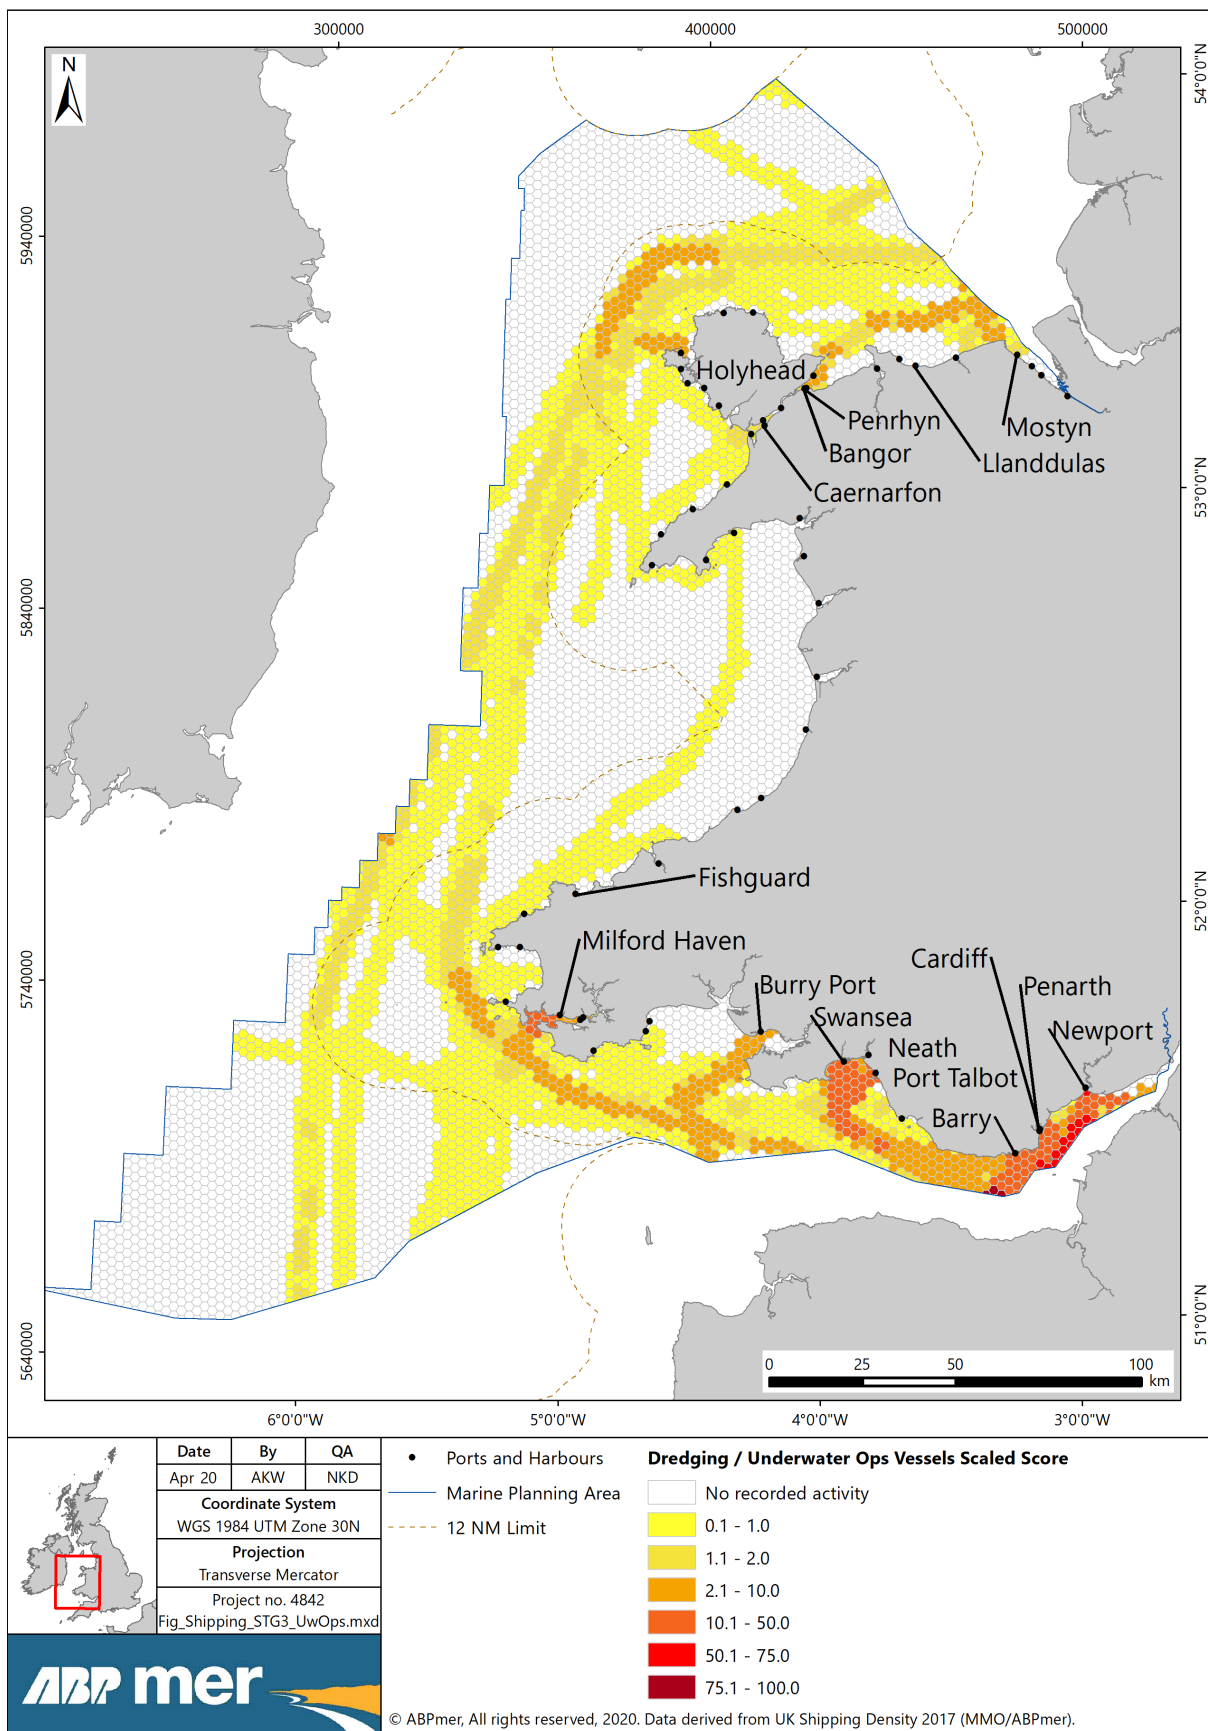 300000
400000
500000
N
54°0'0"N
5940000
Holyhead
Penrhyn
Mostyn
Bangor
Llanddulas
Caernarfon
53°0'0"N
5840000
Fishguard
52°0'0"N
Milford Haven
Cardiff
5740000
Burry Port
Penarth
Swansea
Newport
Neath
Port Talbot
Barry
51°0'0"N
5640000
0 25 50 100
km
6°0'0"W
5°0'0"W
4°0'0"W
3°0'0"W
Date By QA
Apr 20 AKW NKD
Coordinate System
WGS 1984 UTM Zone 30N
Projection
Transverse Mercator
Project no. 4842
Fig_Shipping_STG3_UwOps.mxd
ABP mer
Ports and Harbours
Marine Planning Area
12 NM Limit
Dredging / Underwater Ops Vessels Scaled Score
No recorded activity
0.1 - 1.0
1.1 - 2.0
2.1 - 10.0
10.1 - 50.0
50.1 - 75.0
75.1 - 100.0
© ABPmer, All rights reserved, 2020. Data derived from UK Shipping Density 2017 (MMO/ABPmer).